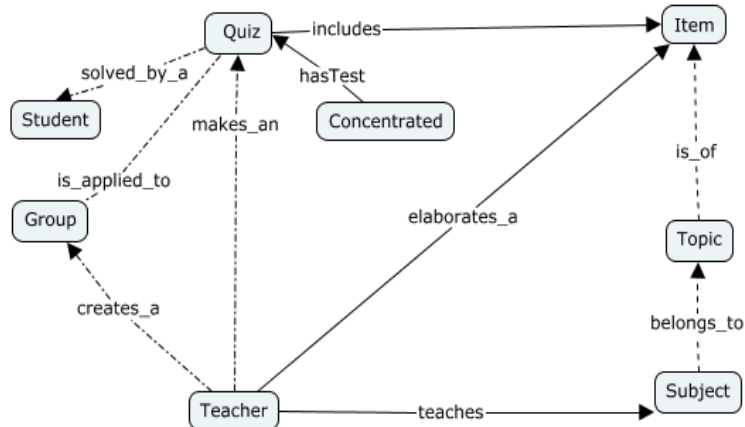 Quiz
includes
Item
solved_by_a
hasTest
Student
makes_an
Concentrated
is_of
is_applied_to
Group
elaborates_a
Topic
creates_a
belongs_to
Subject
Teacher
teaches